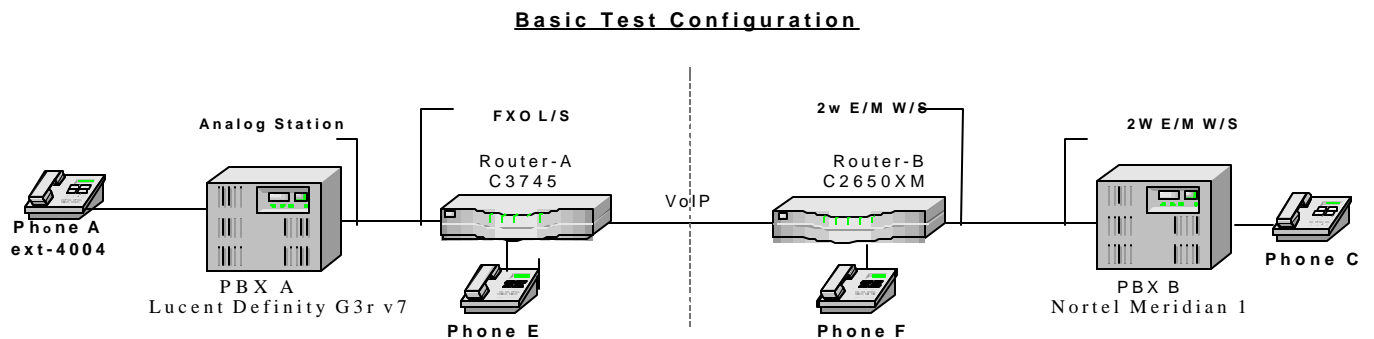 Basic Test Configuration
Analog Station
FXO L/S
2w E/M W/S
2W E/M W/S
Router-A
C3745
Router-B
C2650XM
VoIP
Phone A
ext-4004
PBX A
Lucent Definity G3r v7
Phone E
Phone F
PBX B
Nortel Meridian 1
Phone C